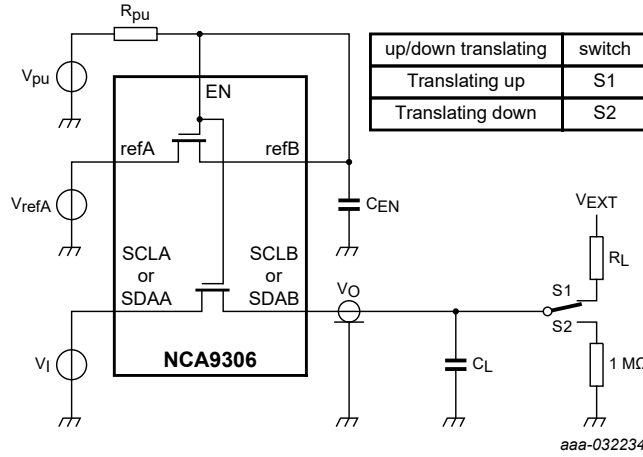 Rpu
up/down translating switch
Translating up S1
Translating down S2
Vpu
EN
refA refB
VrefA
CEN
VEXT
SCLA SCLB
or or
SDAA SDAB
RL
VO
S1
S2
VI
CL
1 MΩ
NCA9306
aaa-032234